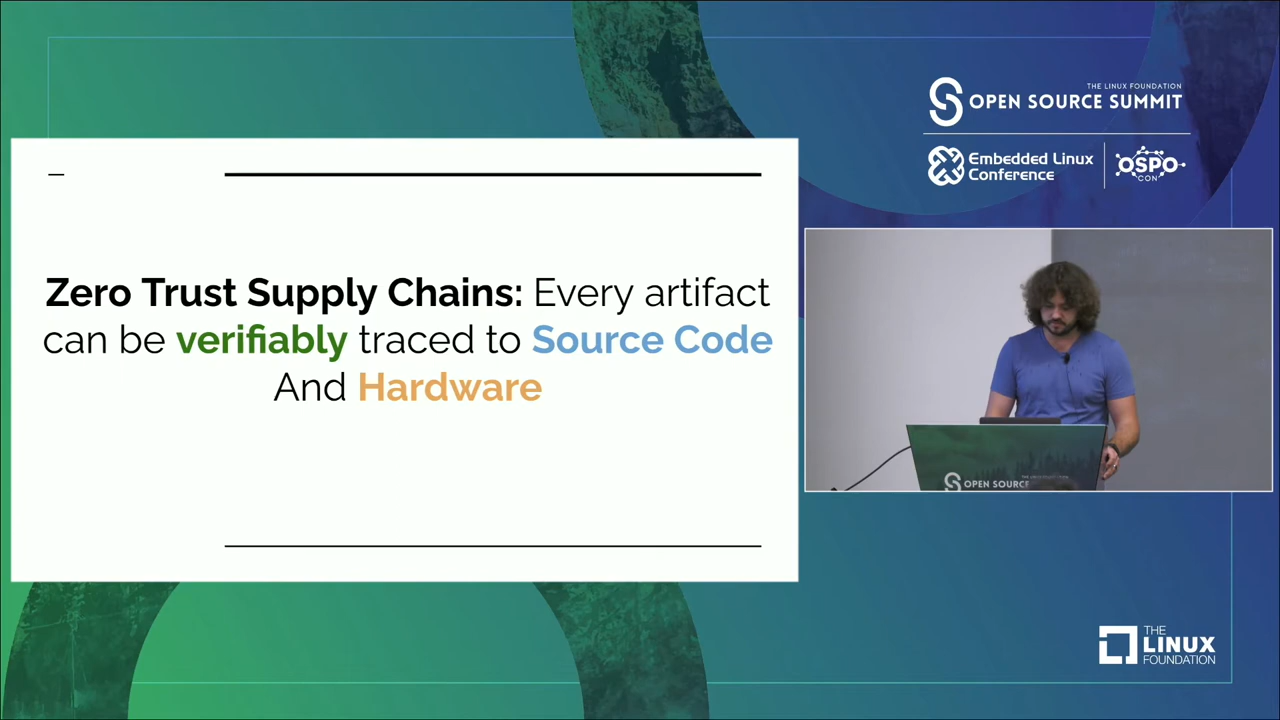 THE LINUX FOUNDATION
OPEN SOURCE SUMMIT
Embedded Linux
Conference
OSPO
CON
Zero Trust Supply Chains: Every artifact
can be verifiably traced to Source Code
And Hardware
OPEN SOURCE
THE
LINUX
FOUNDATION